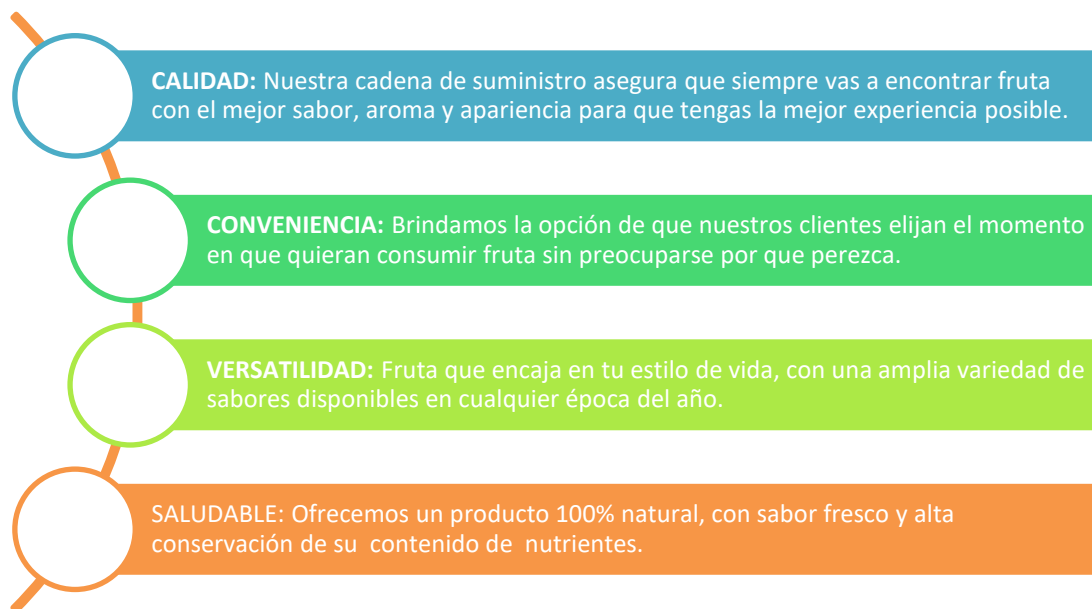 CALIDAD: Nuestra cadena de suministro asegura que siempre vas a encontrar fruta
con el mejor sabor, aroma y apariencia para que tengas la mejor experiencia posible.
CONVENIENCIA: Brindamos la opción de que nuestros clientes elijan el momento
en que quieran consumir fruta sin preocuparse por que perezca.
VERSATILIDAD: Fruta que encaja en tu estilo de vida, con una amplia variedad de
sabores disponibles en cualquier época del año.
SALUDABLE: Ofrecemos un producto 100% natural, con sabor fresco y alta
conservación de su  contenido de  nutrientes.